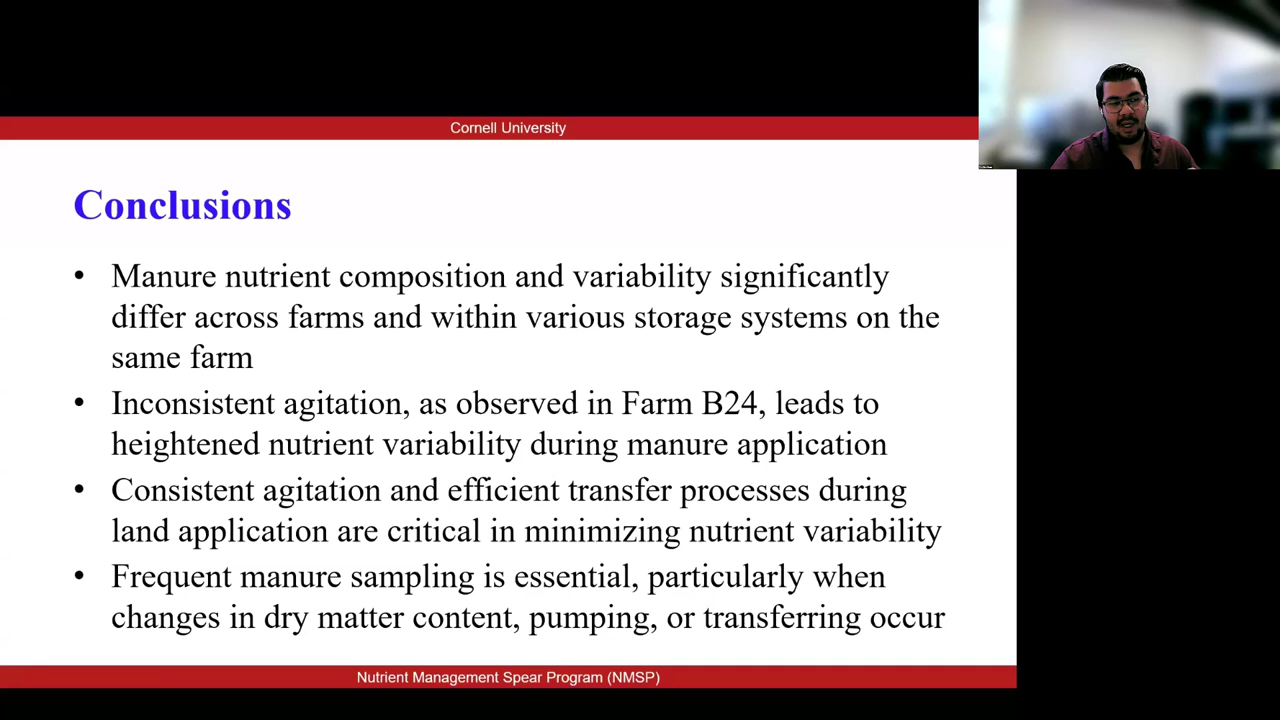 Cornell University
Conclusions
• Manure nutrient composition and variability significantly
differ across farms and within various storage systems on the
same farm
• Inconsistent agitation, as observed in Farm B24, leads to
heightened nutrient variability during manure application
• Consistent agitation and efficient transfer processes during
land application are critical in minimizing nutrient variability
• Frequent manure sampling is essential, particularly when
changes in dry matter content, pumping, or transferring occur
Nutrient Management Spear Program (NMSP)